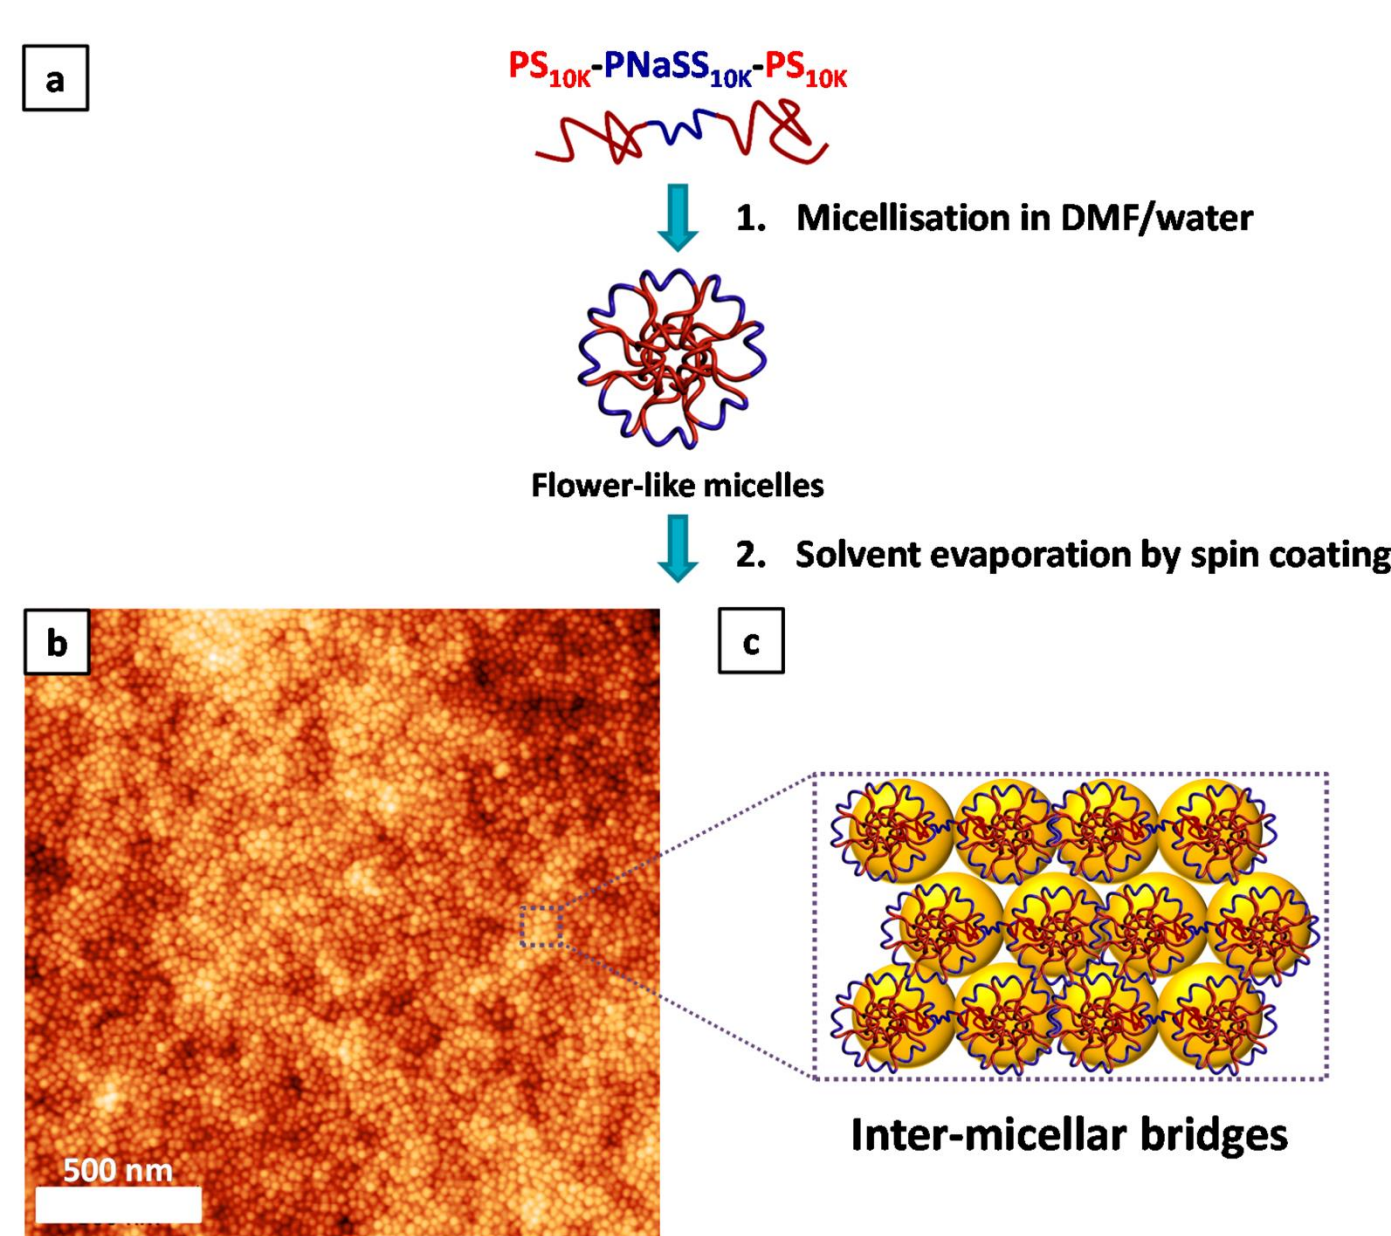 a
PS10K-PNaSS10K-PS10K
1. Micellisation in DMF/water
Flower-like micelles
2. Solvent evaporation by spin coating
b
c
500 nm
Inter-micellar bridges